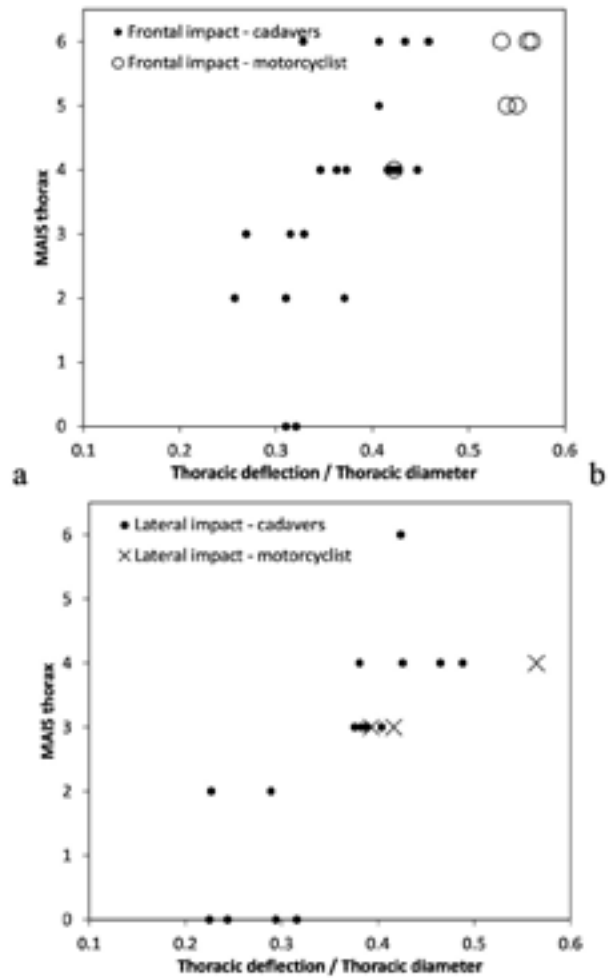 6
Frontal impact - cadavers
Frontal impact - motorcyclist
5
4
MAIS thorax
3
2
1
0
0.1 0.2 0.3 0.4 0.5 0.6
Thoracic deflection / Thoracic diameter
a b
Lateral impact - cadavers
6
Lateral impact - motorcyclist
5
4
MAIS thorax
3
2
1
0
0.1 0.2 0.3 0.4 0.5 0.6
Thoracic deflection / Thoracic diameter